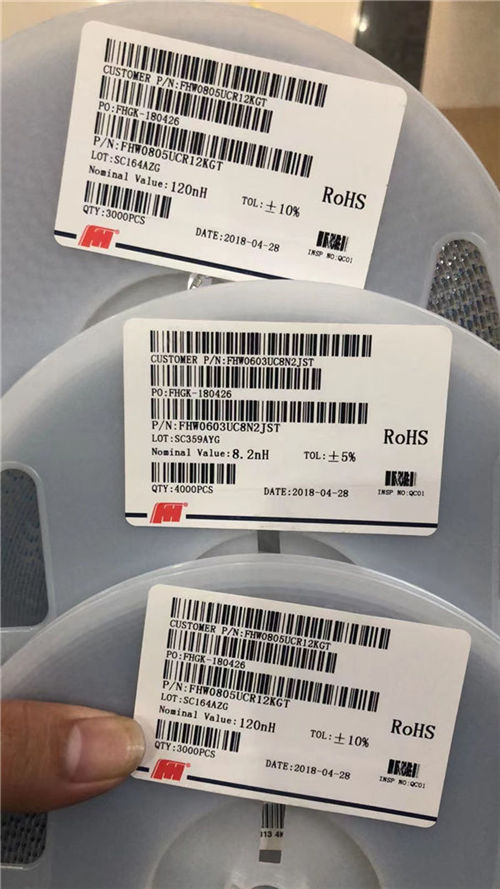 CUSTOMER P/N:FHW0805UCR12KGT
PO:FHGK-180426
P/N:FHW0805UCR12KGT
LOT:SC164AZG
Nominal Value:120nH
TOL:±10%
RoHS
QTY:3000PCS
DATE:2018-04-28
INSP NO:QC01
CUSTOMER P/N:FHW0603UC8N2JST
PO:FHGK-180426
P/N:FHW0603UC8N2JST
LOT:SC359AYG
Nominal Value:8.2nH
TOL:±5%
RoHS
QTY:4000PCS
DATE:2018-04-28
INSP NO:QC01
CUSTOMER P/N:FHW0805UCR12KGT
PO:FHGK-180426
P/N:FHW0805UCR12KGT
LOT:SC164AZG
Nominal Value:120nH
TOL:±10%
RoHS
QTY:3000PCS
DATE:2018-04-28
INSP NO:QC01